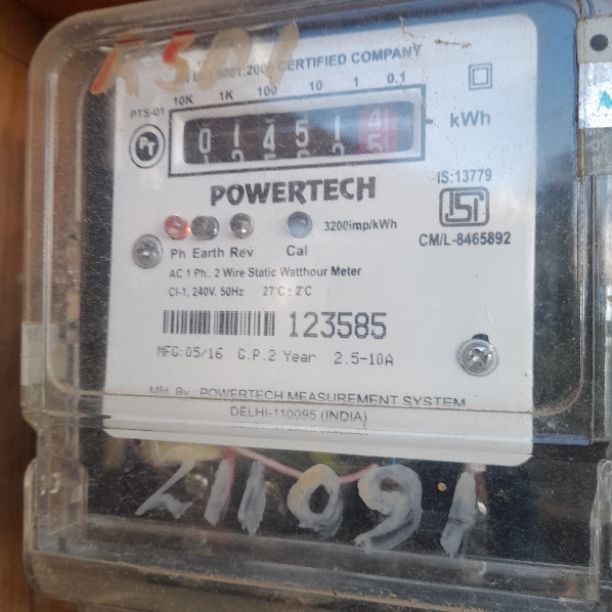 RSD1
ISO 9001:2008 CERTIFIED COMPANY
10K 1K 100 10 1 0.1
PTS-01
PT
0 1 4 5 1 4
kWh
POWERTECH
IS:13779
ISI
CM/L-8465892
3200imp/kWh
Ph Earth Rev Cal
AC 1 Ph., 2 Wire Static Watthour Meter
Cl-1, 240V, 50Hz 27°C ± 2°C
123585
MFG:05/16 G.P.2 Year 2.5-10A
Mfd. By : POWERTECH MEASUREMENT SYSTEM
DELHI-110095 (INDIA)
211091